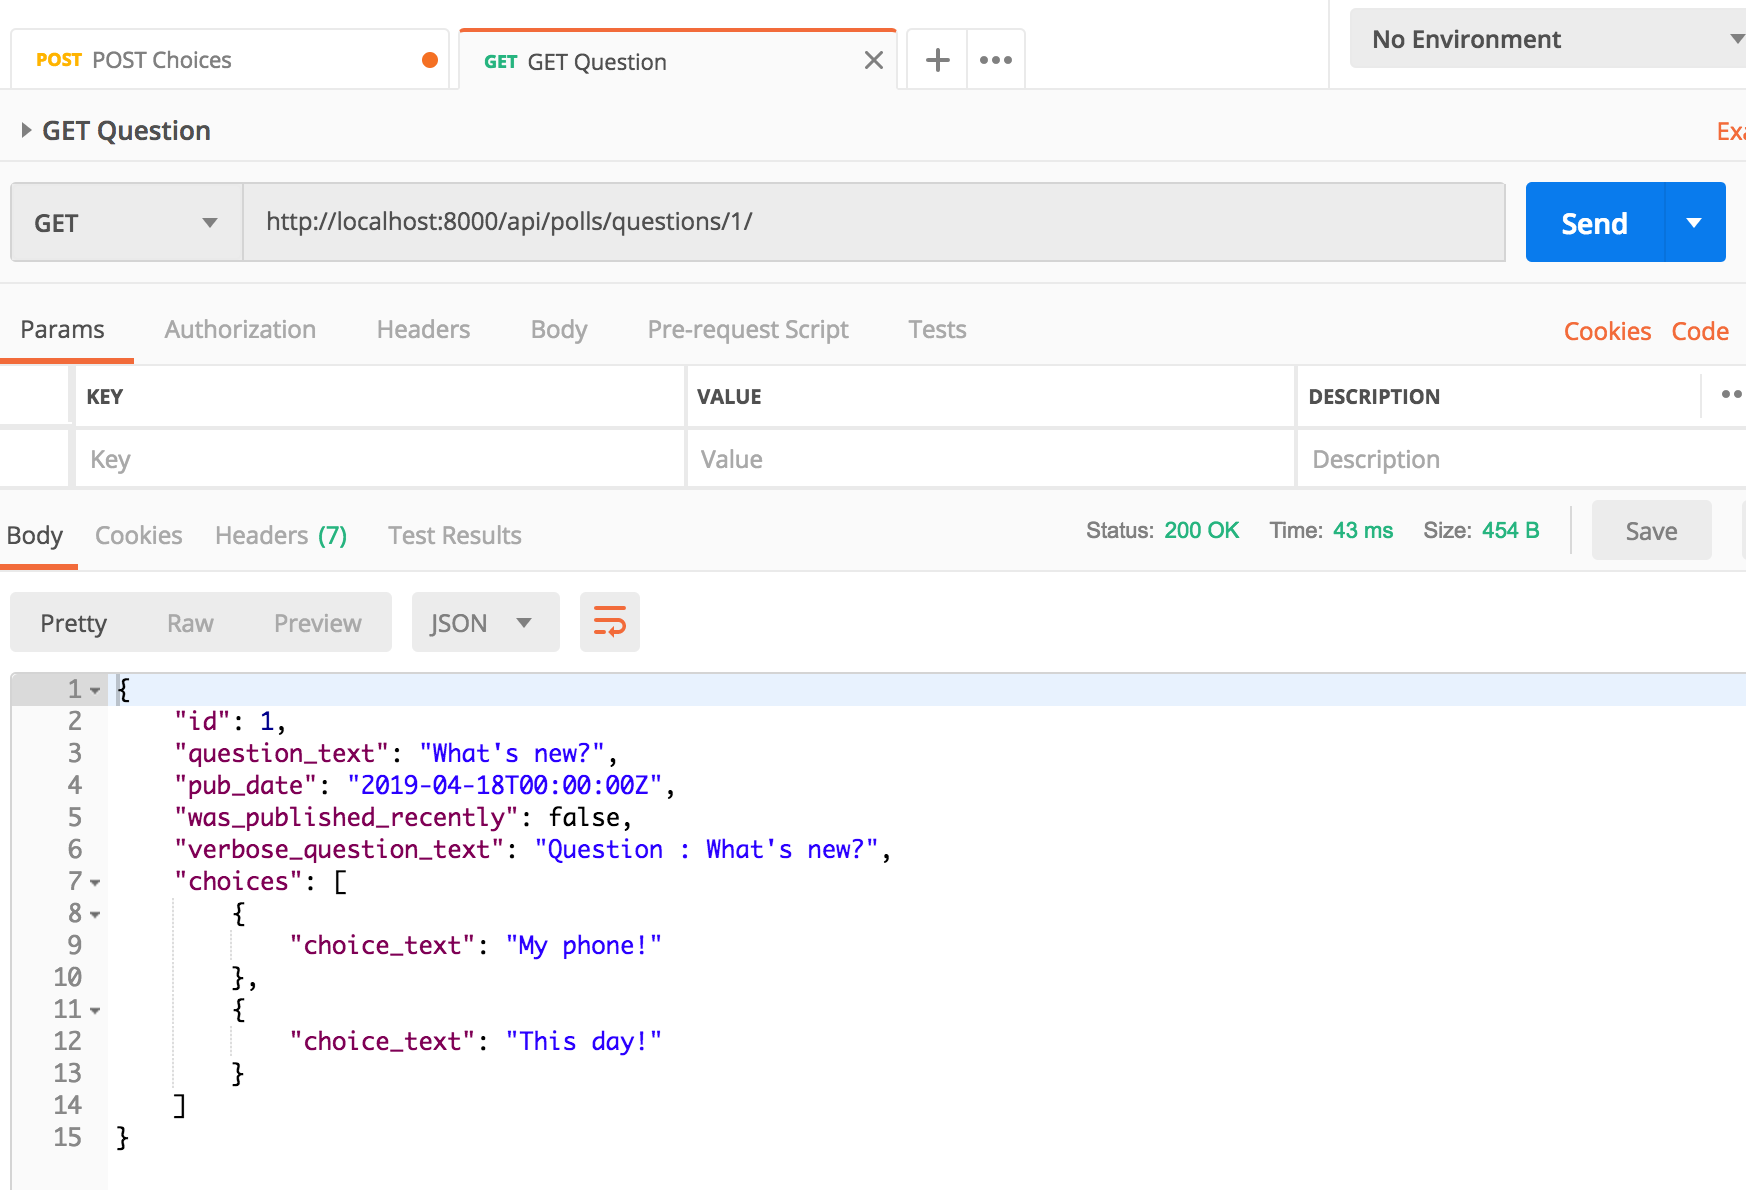 POST POST Choices
GET GET Question
No Environment
GET Question
Exa
GET
http://localhost:8000/api/polls/questions/1/
Send
Params Authorization Headers Body Pre-request Script Tests
Cookies Code
KEY VALUE DESCRIPTION
Key Value Description
Body Cookies Headers (7) Test Results
Status: 200 OK Time: 43 ms Size: 454 B
Save
Pretty Raw Preview JSON
1 {
2 "id": 1,
3 "question_text": "What's new?",
4 "pub_date": "2019-04-18T00:00:00Z",
5 "was_published_recently": false,
6 "verbose_question_text": "Question : What's new?",
7 "choices": [
8 {
9 "choice_text": "My phone!"
10 },
11 {
12 "choice_text": "This day!"
13 }
14 ]
15 }